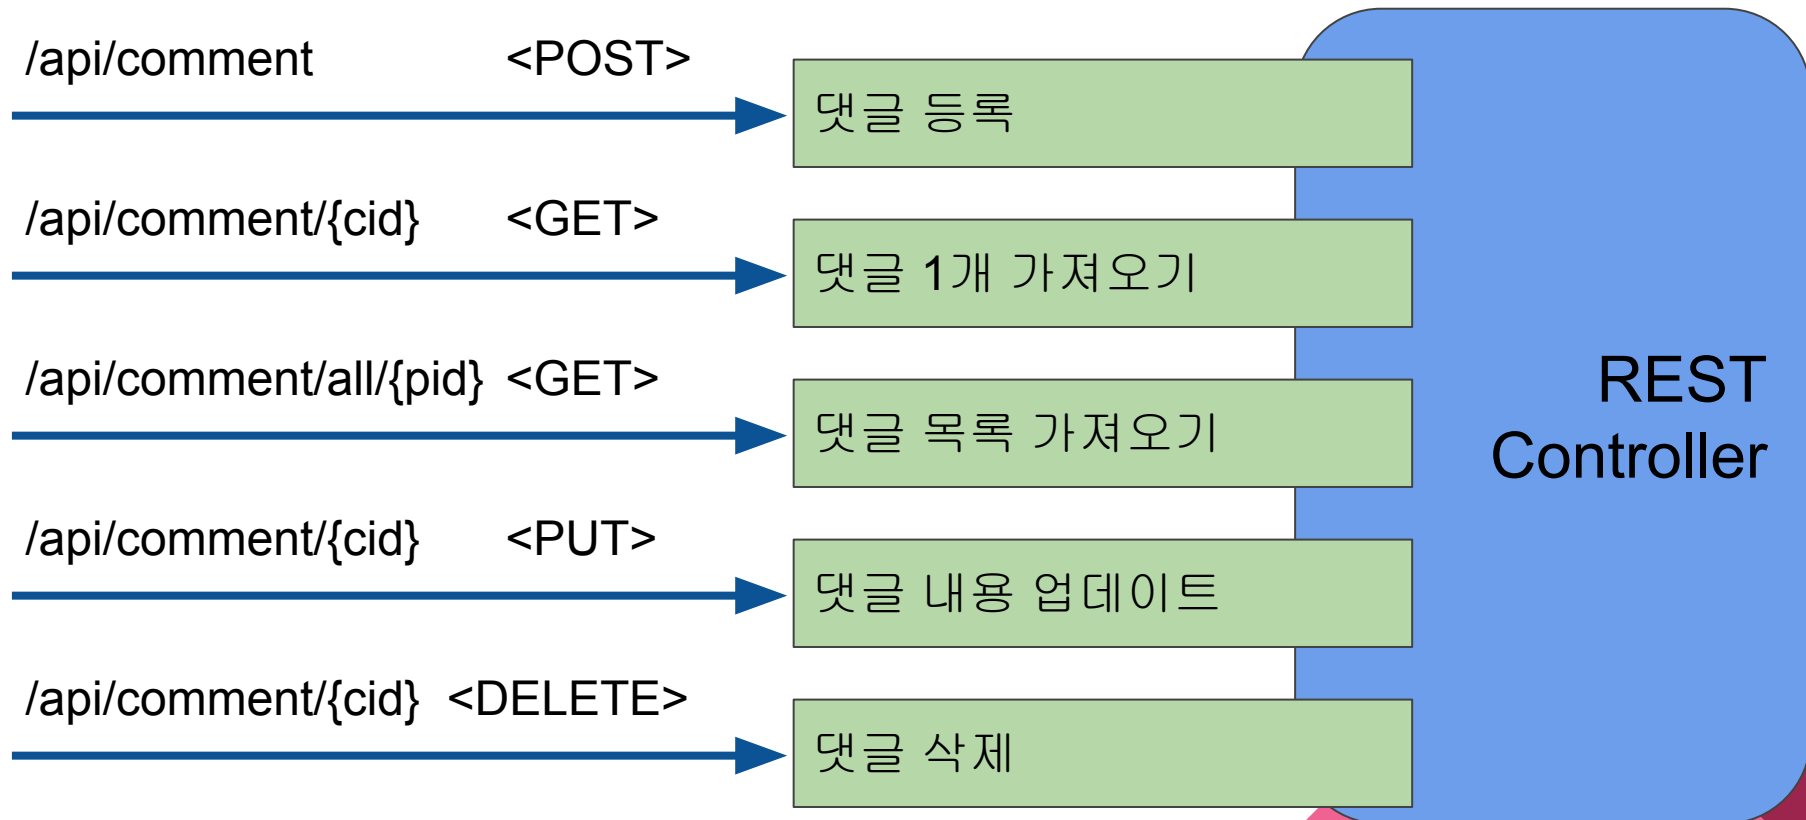 /api/comment <POST>
댓글 등록
/api/comment/{cid} <GET>
댓글 1개 가져오기
/api/comment/all/{pid} <GET>
댓글 목록 가져오기
/api/comment/{cid} <PUT>
댓글 내용 업데이트
/api/comment/{cid} <DELETE>
댓글 삭제
REST
Controller